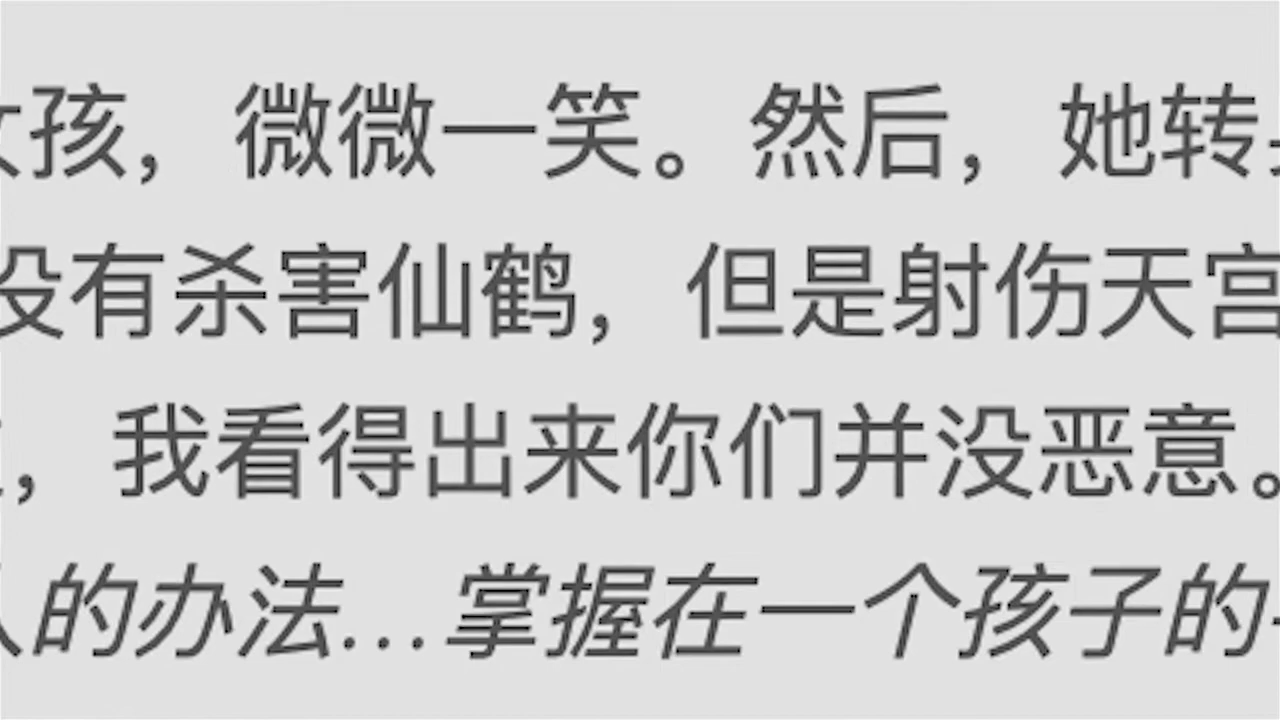 孩，微微一笑。然后，她转
没有杀害仙鹤，但是射伤天宫
，我看得出来你们并没恶意。
的办法…掌握在一个孩子的